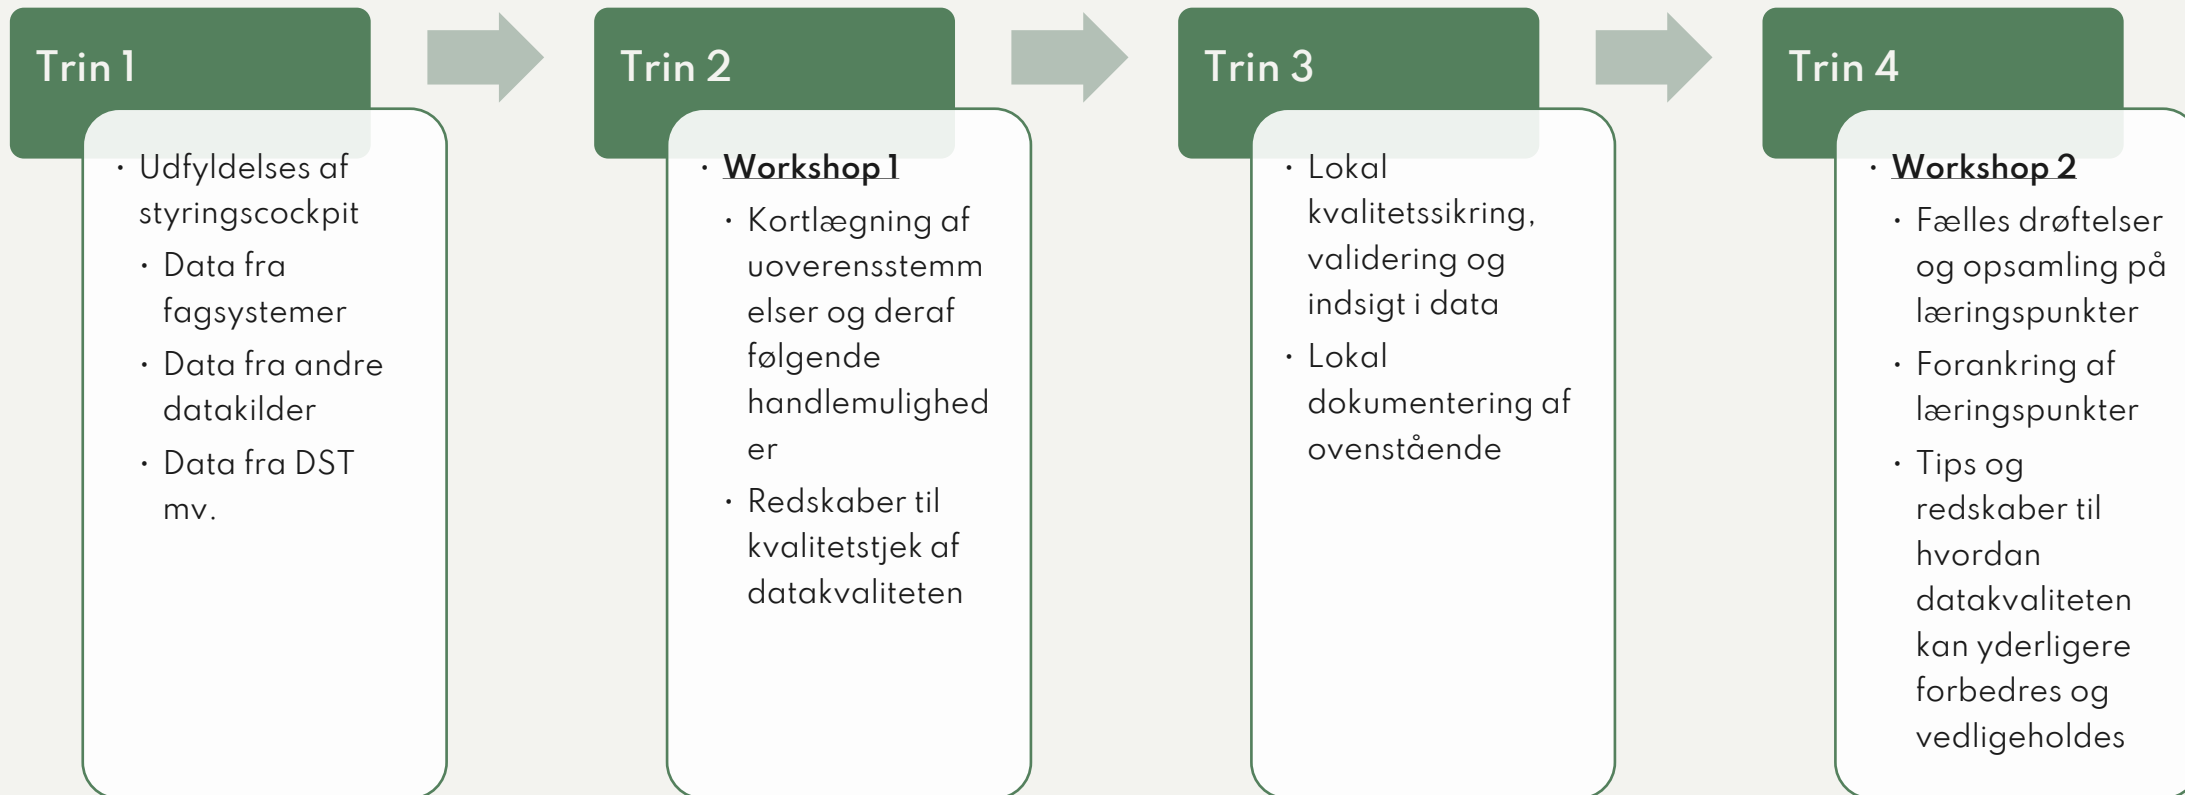 Trin 1
· Udfyldelses af
styringscockpit
· Data fra
fagsystemer
· Data fra andre
datakilder
· Data fra DST
mv.
Trin 2
· Workshop 1
· Kortlægning af
uoverensstemm
elser og deraf
følgende
handlemulighed
er
· Redskaber til
kvalitetstjek af
datakvaliteten
Trin 3
· Lokal
kvalitetssikring,
validering og
indsigt i data
· Lokal
dokumentering af
ovenstående
Trin 4
· Workshop 2
· Fælles drøftelser
og opsamling på
læringspunkter
· Forankring af
læringspunkter
· Tips og
redskaber til
hvordan
datakvaliteten
kan yderligere
forbedres og
vedligeholdes